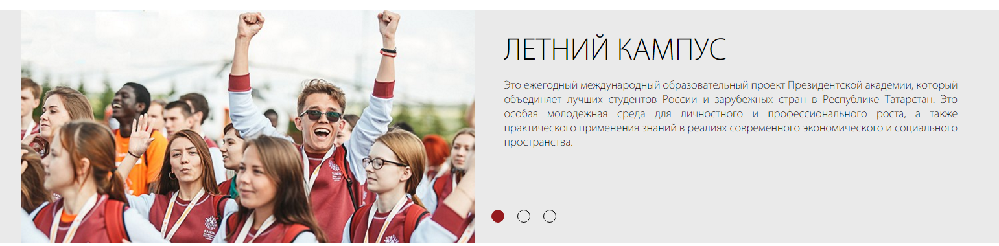 ЛЕТНИЙ КАМПУС
Это ежегодный международный образовательный проект Президентской академии, который
объединяет лучших студентов России и зарубежных стран в Республике Татарстан. Это
особая молодежная среда для личностного и профессионального роста, а также
практического применения знаний в реалиях современного экономического и социального
пространства.